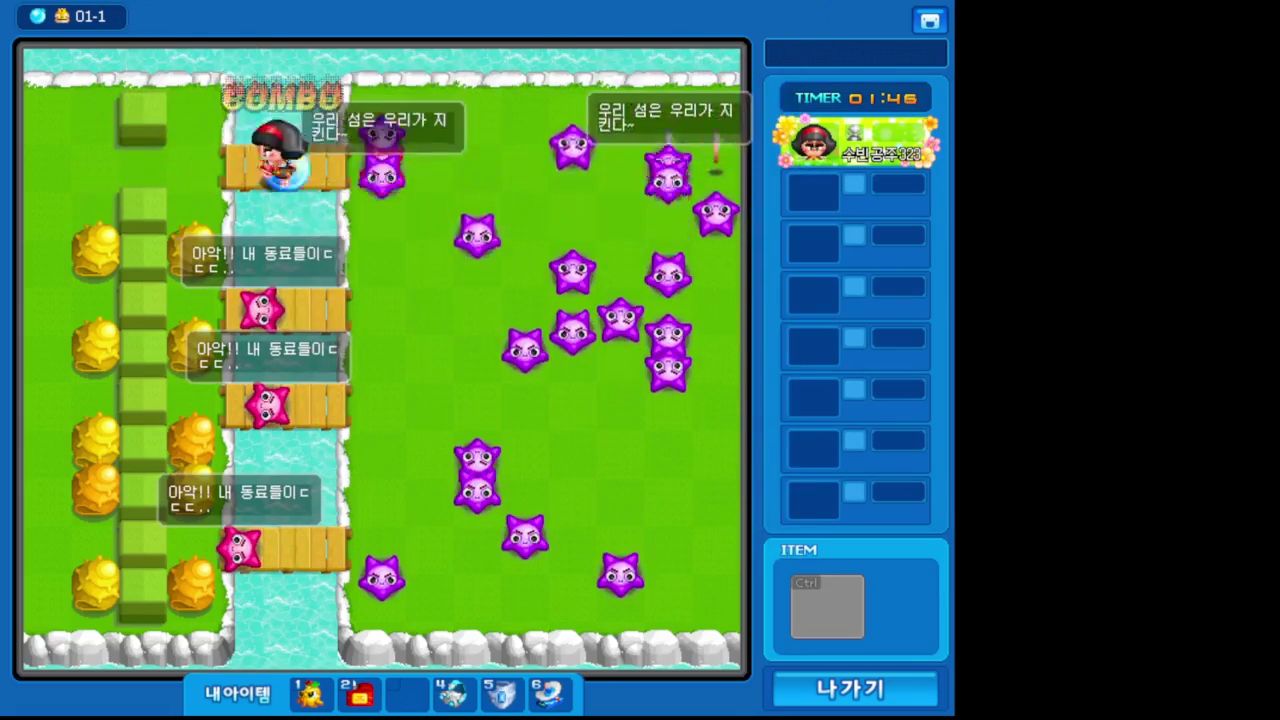 01-1
COMBO
우리 섬은 우리가 지
킨다~
우리 섬은 우리가 지
킨다~
TIMER 01:46
수빈공주323
아악!! 내 동료들이ㄷ
ㄷㄷ..
아악!! 내 동료들이ㄷ
ㄷㄷ..
아악!! 내 동료들이ㄷ
ㄷㄷ..
ITEM
Ctrl
내아이템 1 2 4 5 6
나가기